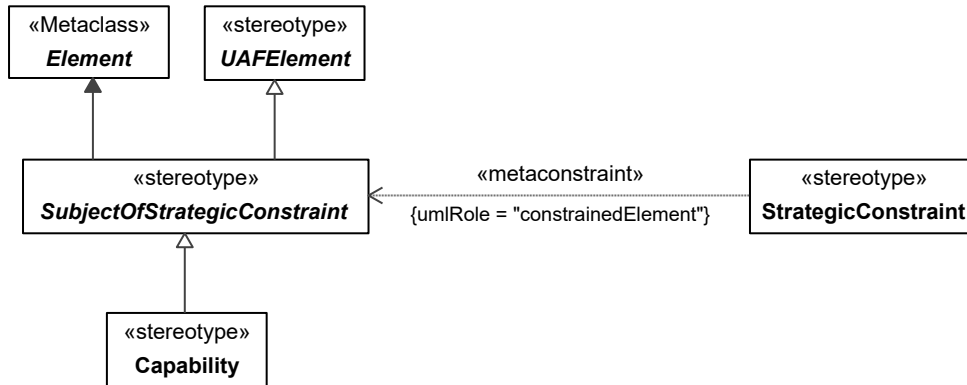 «Metaclass»
Element
«stereotype»
UAFElement
«stereotype»
SubjectOfStrategicConstraint
«metaconstraint»
{umlRole = "constrainedElement"}
«stereotype»
StrategicConstraint
«stereotype»
Capability